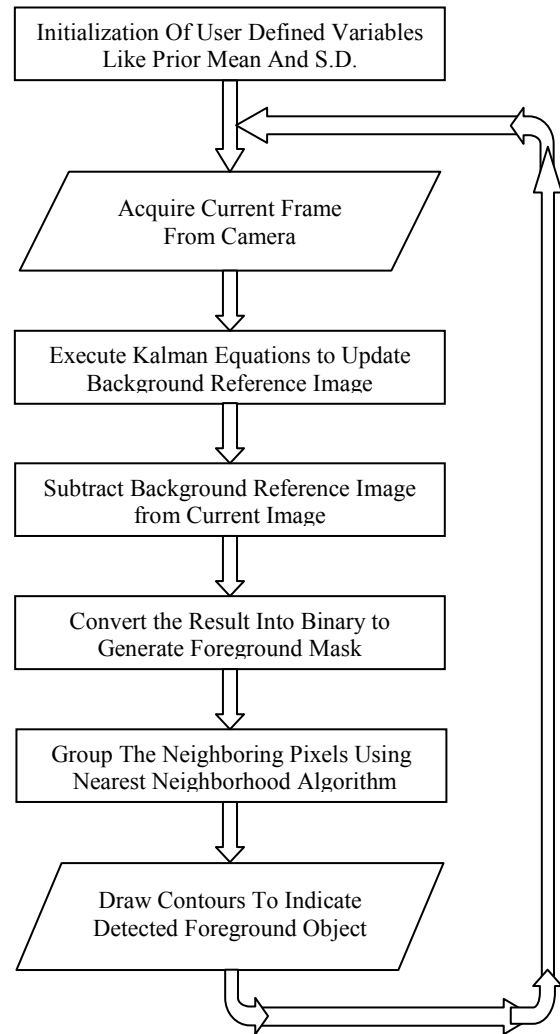 Initialization Of User Defined Variables
Like Prior Mean And S.D.
Acquire Current Frame
From Camera
Execute Kalman Equations to Update
Background Reference Image
Subtract Background Reference Image
from Current Image
Convert the Result Into Binary to
Generate Foreground Mask
Group The Neighboring Pixels Using
Nearest Neighborhood Algorithm
Draw Contours To Indicate
Detected Foreground Object